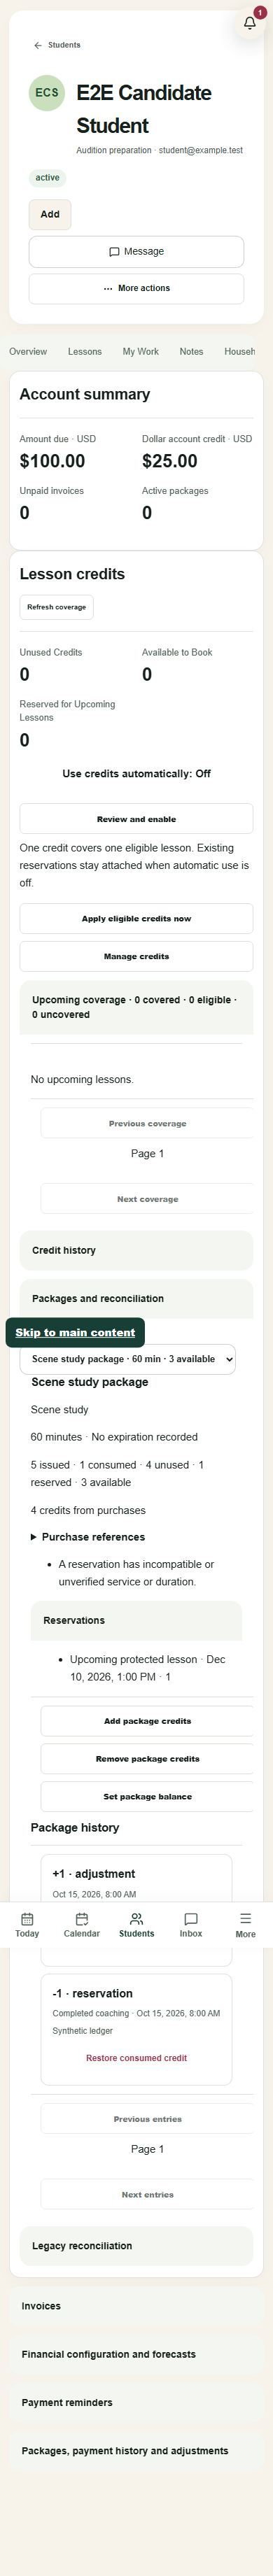 1
Students
ECS
E2E Candidate
Student
Audition preparation · student@example.test
active
Add
Message
More actions
Overview Lessons My Work Notes
Account summary
Amount due · USD
$100.00
Dollar account credit · USD
$25.00
Unpaid invoices
0
Active packages
0
Lesson credits
Refresh coverage
Unused Credits
0
Available to Book
0
Reserved for Upcoming
Lessons
0
Use credits automatically: Off
Review and enable
One credit covers one eligible lesson. Existing
reservations stay attached when automatic use is
off.
Apply eligible credits now
Manage credits
Upcoming coverage · 0 covered · 0 eligible ·
0 uncovered
No upcoming lessons.
Previous coverage
Page 1
Next coverage
Credit history
Packages and reconciliation
Skip to main content
Scene study package · 60 min · 3 available
Scene study package
Scene study
60 minutes · No expiration recorded
5 issued · 1 consumed · 4 unused · 1
reserved · 3 available
4 credits from purchases
Purchase references
A reservation has incompatible or
unverified service or duration.
Reservations
Upcoming protected lesson · Dec
10, 2026, 1:00 PM · 1
Add package credits
Remove package credits
Set package balance
Package history
+1 · adjustment
Oct 15, 2026, 8:00 AM
Today Calendar Students Inbox More
-1 · reservation
Completed coaching · Oct 15, 2026, 8:00 AM
Synthetic ledger
Restore consumed credit
Previous entries
Page 1
Next entries
Legacy reconciliation
Invoices
Financial configuration and forecasts
Payment reminders
Packages, payment history and adjustments